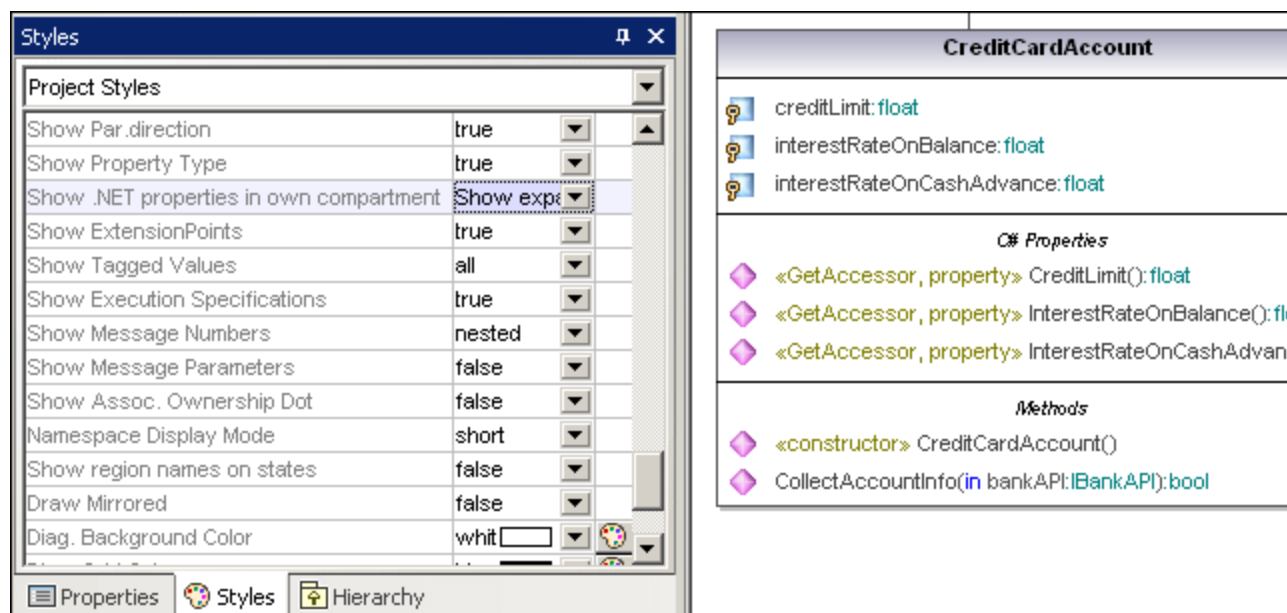 Styles
Project Styles
Show Par.direction true
Show Property Type true
Show .NET properties in own compartment Show expa
Show ExtensionPoints true
Show Tagged Values all
Show Execution Specifications true
Show Message Numbers nested
Show Message Parameters false
Show Assoc. Ownership Dot false
Namespace Display Mode short
Show region names on states false
Draw Mirrored false
Diag. Background Color whit
Properties Styles Hierarchy
CreditCardAccount
creditLimit:float
interestRateOnBalance:float
interestRateOnCashAdvance:float
C# Properties
«GetAccessor, property» CreditLimit():float
«GetAccessor, property» InterestRateOnBalance():flo
«GetAccessor, property» InterestRateOnCashAdvan
Methods
«constructor» CreditCardAccount()
CollectAccountInfo(in bankAPI:IBankAPI):bool